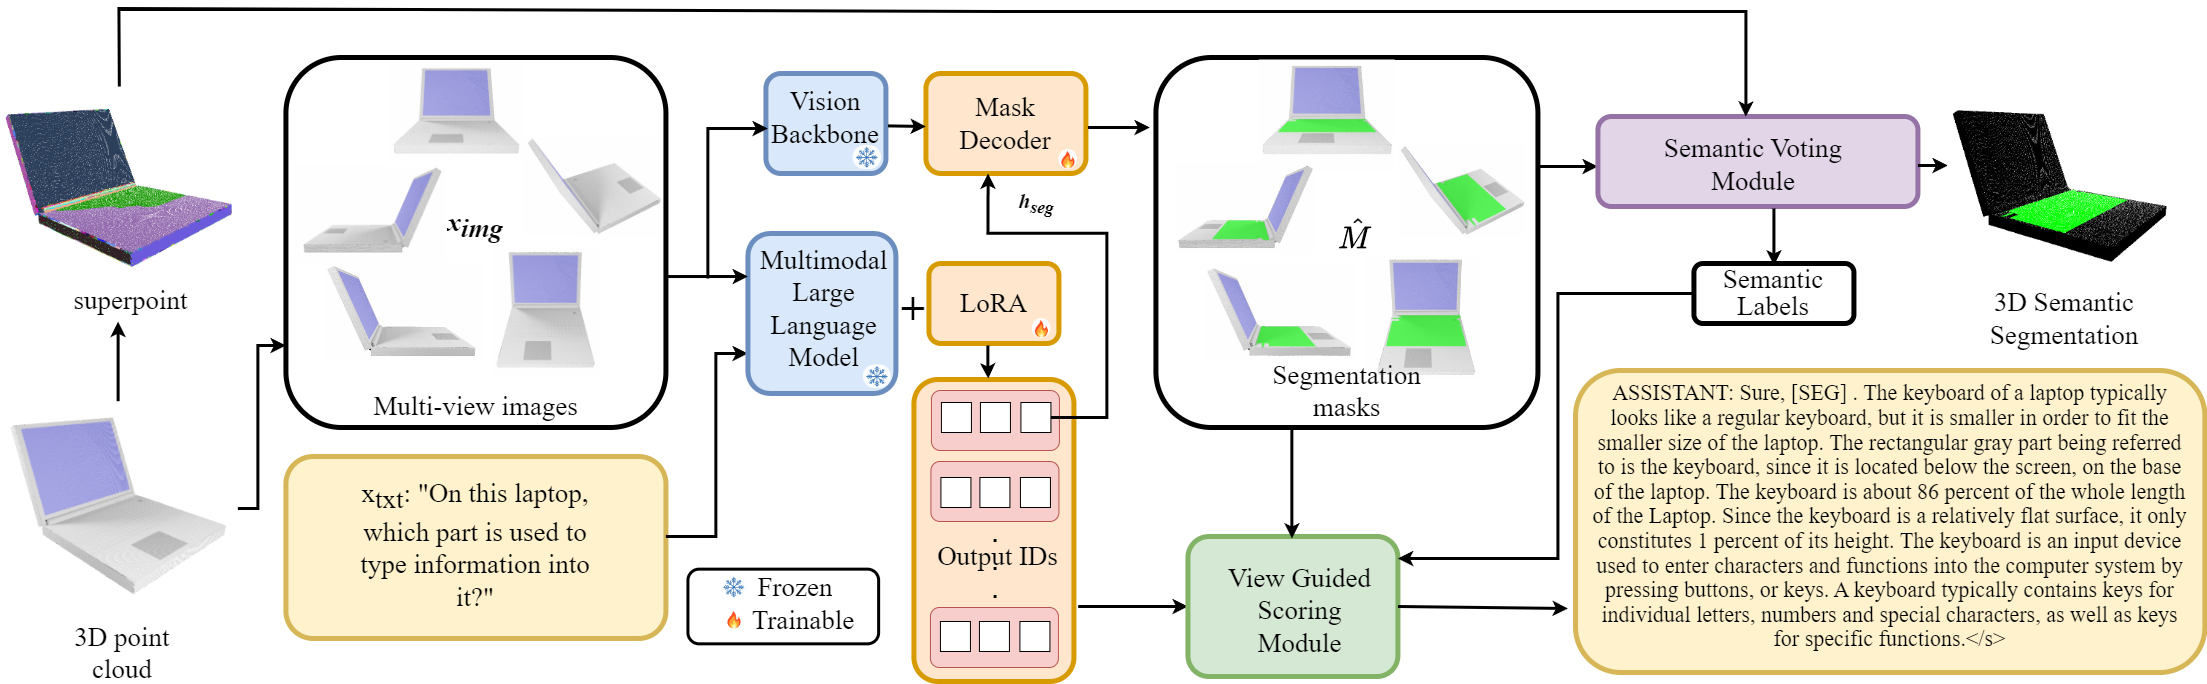 superpoint
3D point
cloud
x_img
Multi-view images
x_txt: "On this laptop,
which part is used to
type information into
it?"
Vision
Backbone
Mask
Decoder
h_seg
Multimodal
Large
Language
Model
+
LoRA
Output IDs
Frozen
Trainable
M̂
Segmentation
masks
View Guided
Scoring
Module
Semantic Voting
Module
Semantic
Labels
3D Semantic
Segmentation
ASSISTANT: Sure, [SEG] . The keyboard of a laptop typically
looks like a regular keyboard, but it is smaller in order to fit the
smaller size of the laptop. The rectangular gray part being referred
to is the keyboard, since it is located below the screen, on the base
of the laptop. The keyboard is about 86 percent of the whole length
of the Laptop. Since the keyboard is a relatively flat surface, it only
constitutes 1 percent of its height. The keyboard is an input device
used to enter characters and functions into the computer system by
pressing buttons, or keys. A keyboard typically contains keys for
individual letters, numbers and special characters, as well as keys
for specific functions.</s>